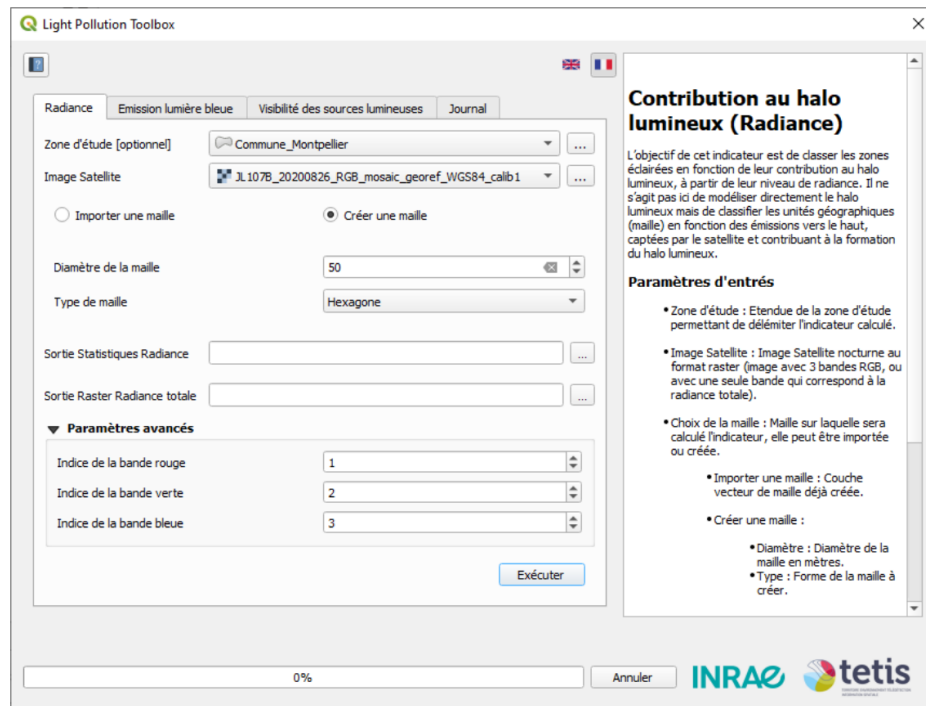 Light Pollution Toolbox
Radiance
Emission lumière bleue
Visibilité des sources lumineuses
Journal
Zone d'étude [optionnel]
Commune_Montpellier
...
Image Satellite
JL107B_20200826_RGB_mosaic_georef_WGS84_calib1
...
Importer une maille
Créer une maille
Diamètre de la maille
50
Type de maille
Hexagone
Sortie Statistiques Radiance
...
Sortie Raster Radiance totale
...
Paramètres avancés
Indice de la bande rouge
1
Indice de la bande verte
2
Indice de la bande bleue
3
Exécuter
Contribution au halo
lumineux (Radiance)
L'objectif de cet indicateur est de classer les zones
éclairées en fonction de leur contribution au halo
lumineux, à partir de leur niveau de radiance. Il ne
s'agit pas ici de modéliser directement le halo
lumineux mais de classifier les unités géographiques
(maille) en fonction des émissions vers le haut,
captées par le satellite et contribuant à la formation
du halo lumineux.
Paramètres d'entrés
• Zone d'étude : Etendue de la zone d'étude
permettant de délémiter l'indicateur calculé.
• Image Satellite : Image Satellite nocturne au
format raster (image avec 3 bandes RGB, ou
avec une seule bande qui correspond à la
radiance totale).
• Choix de la maille : Maille sur laquelle sera
calculé l'indicateur, elle peut être importée
ou créée.
• Importer une maille : Couche
vecteur de maille déjà créée.
• Créer une maille :
• Diamètre : Diamètre de la
maille en mètres.
• Type : Forme de la maille à
créer.
0%
Annuler
INRAE
tetis